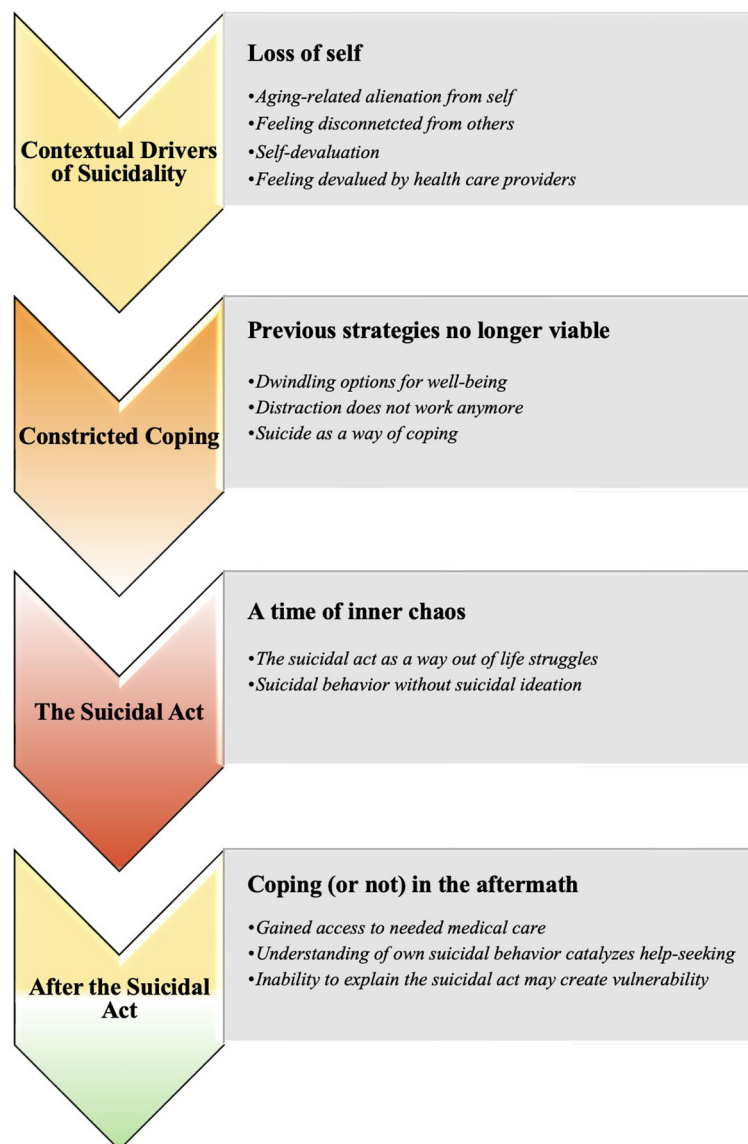 Contextual Drivers
of Suicidality
Loss of self
•Aging-related alienation from self
•Feeling disconnetcted from others
•Self-devaluation
•Feeling devalued by health care providers
Constricted Coping
Previous strategies no longer viable
•Dwindling options for well-being
•Distraction does not work anymore
•Suicide as a way of coping
The Suicidal Act
A time of inner chaos
•The suicidal act as a way out of life struggles
•Suicidal behavior without suicidal ideation
After the Suicidal
Act
Coping (or not) in the aftermath
•Gained access to needed medical care
•Understanding of own suicidal behavior catalyzes help-seeking
•Inability to explain the suicidal act may create vulnerability